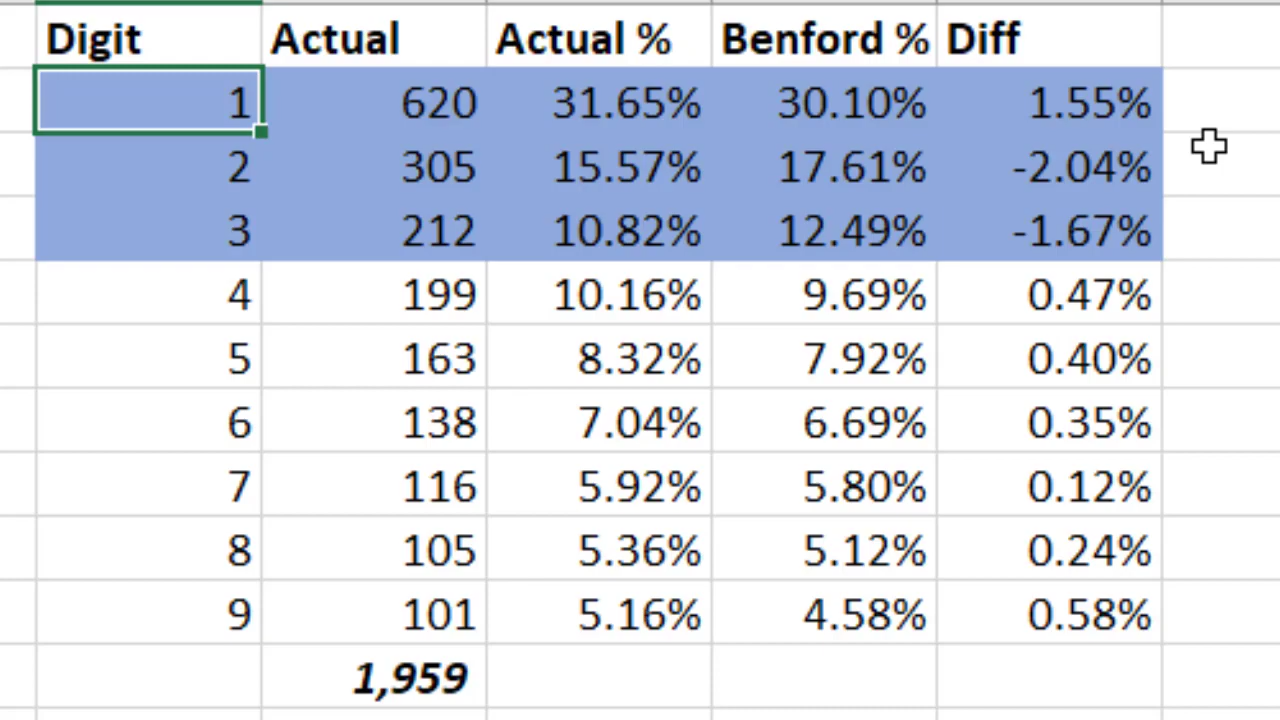 Digit Actual Actual % Benford % Diff
1 620 31.65% 30.10% 1.55%
2 305 15.57% 17.61% -2.04%
3 212 10.82% 12.49% -1.67%
4 199 10.16% 9.69% 0.47%
5 163 8.32% 7.92% 0.40%
6 138 7.04% 6.69% 0.35%
7 116 5.92% 5.80% 0.12%
8 105 5.36% 5.12% 0.24%
9 101 5.16% 4.58% 0.58%
1,959